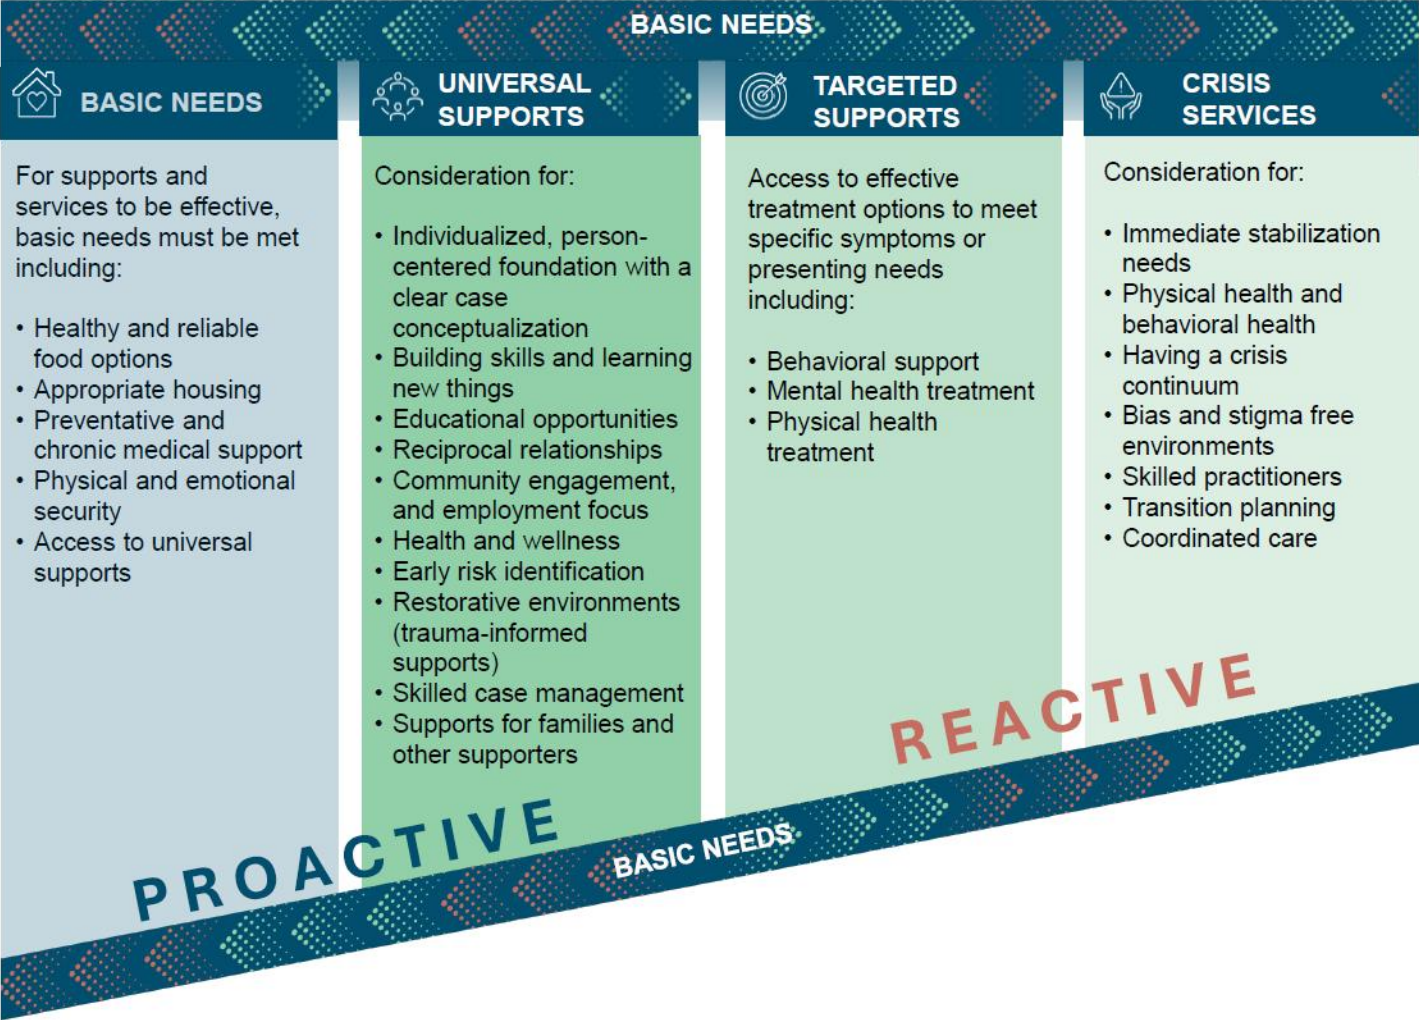 BASIC NEEDS
BASIC NEEDS
For supports and
services to be effective,
basic needs must be met
including:
• Healthy and reliable
food options
• Appropriate housing
• Preventative and
chronic medical support
• Physical and emotional
security
• Access to universal
supports
UNIVERSAL
SUPPORTS
Consideration for:
• Individualized, person-
centered foundation with a
clear case
conceptualization
• Building skills and learning
new things
• Educational opportunities
• Reciprocal relationships
• Community engagement,
and employment focus
• Health and wellness
• Early risk identification
• Restorative environments
(trauma-informed
supports)
• Skilled case management
• Supports for families and
other supporters
TARGETED
SUPPORTS
Access to effective
treatment options to meet
specific symptoms or
presenting needs
including:
• Behavioral support
• Mental health treatment
• Physical health
treatment
CRISIS
SERVICES
Consideration for:
• Immediate stabilization
needs
• Physical health and
behavioral health
• Having a crisis
continuum
• Bias and stigma free
environments
• Skilled practitioners
• Transition planning
• Coordinated care
PROACTIVE
REACTIVE
BASIC NEEDS